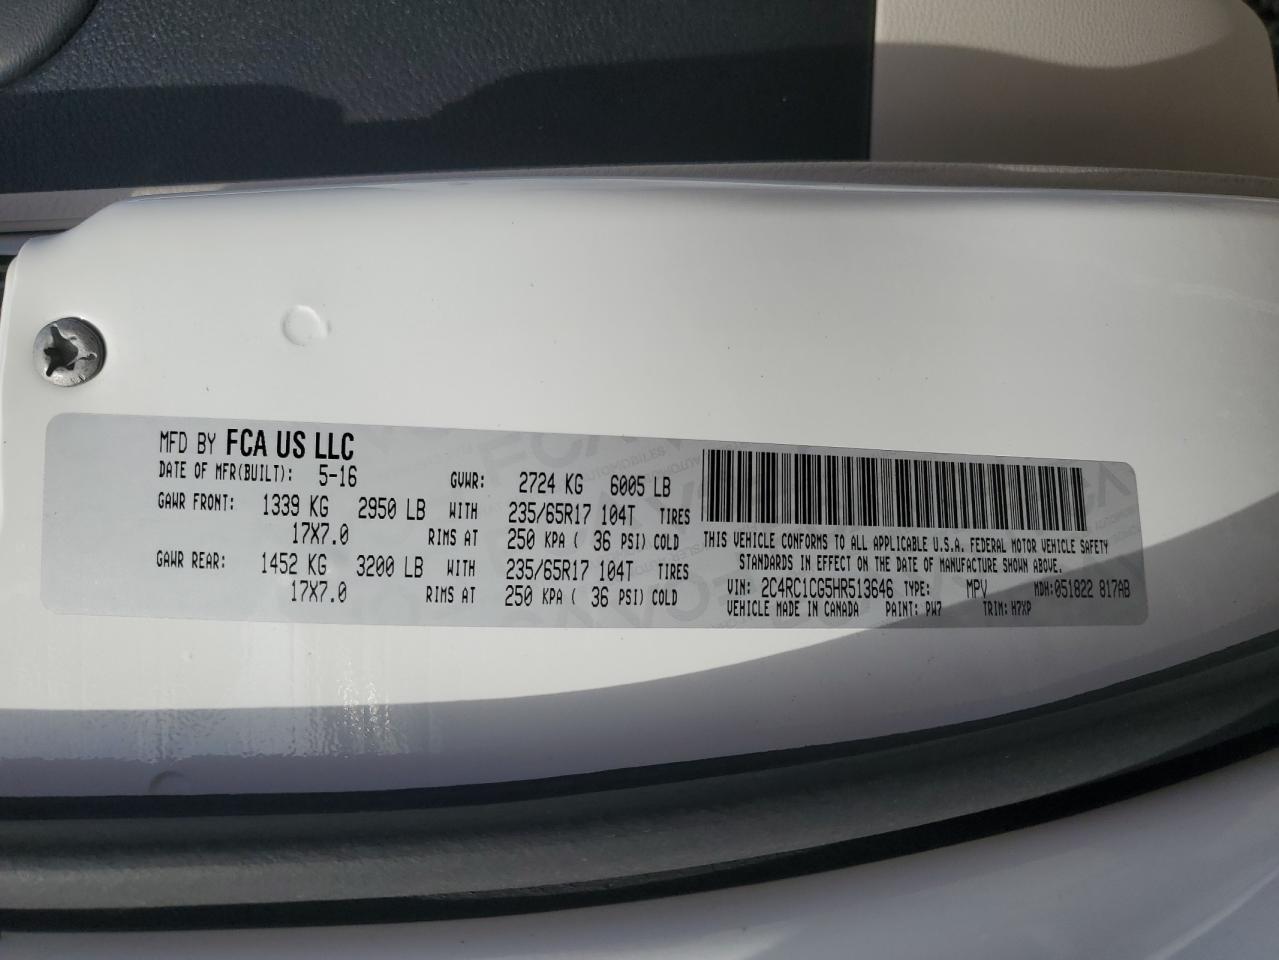 MFD BY FCA US LLC
DATE OF MFR(BUILT): 5-16 GVWR: 2724 KG 6005 LB
GAWR FRONT: 1339 KG 2950 LB WITH 235/65R17 104T TIRES
17X7.0 RIMS AT 250 KPA ( 36 PSI) COLD
GAWR REAR: 1452 KG 3200 LB WITH 235/65R17 104T TIRES
17X7.0 RIMS AT 250 KPA ( 36 PSI) COLD
THIS VEHICLE CONFORMS TO ALL APPLICABLE U.S.A. FEDERAL MOTOR VEHICLE SAFETY
STANDARDS IN EFFECT ON THE DATE OF MANUFACTURE SHOWN ABOVE.
VIN: 2C4RC1CG5HR513646 TYPE: MPV MDH:051822 817AB
VEHICLE MADE IN CANADA PAINT: PW7 TRIM: H7XP